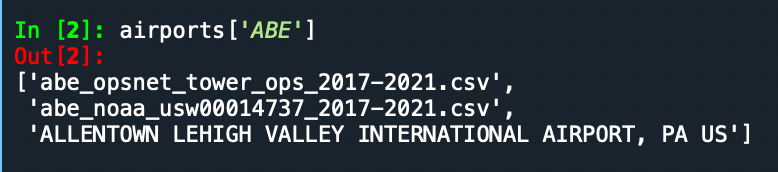 In [2]: airports['ABE']
Out[2]:
['abe_opsnet_tower_ops_2017-2021.csv',
 'abe_noaa_usw00014737_2017-2021.csv',
 'ALLENTOWN LEHIGH VALLEY INTERNATIONAL AIRPORT, PA US']